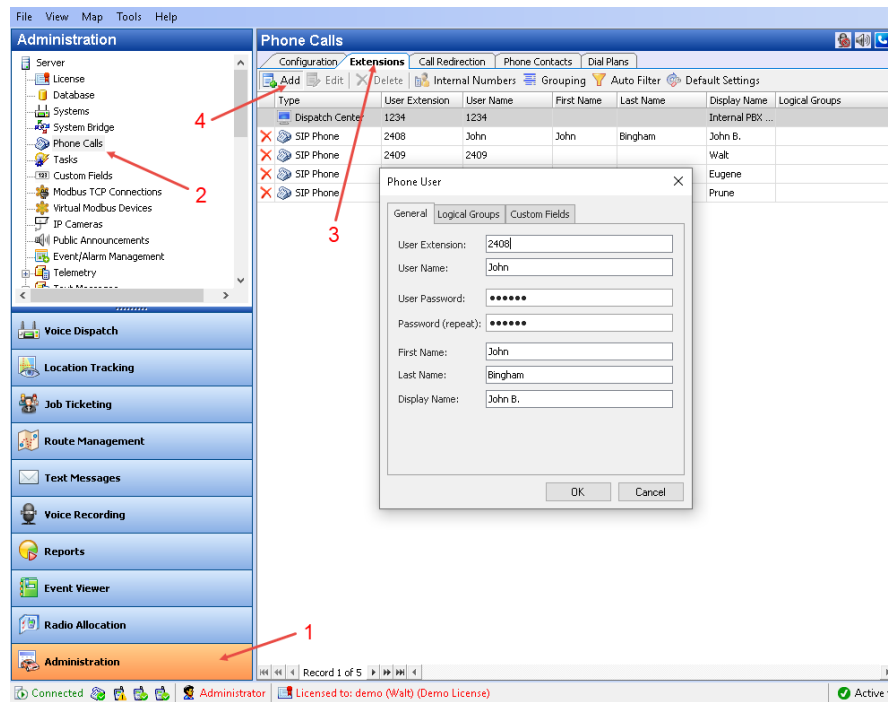 File View Map Tools Help
Administration
Server
License
Database
Systems
System Bridge
Phone Calls
Tasks
Custom Fields
Modbus TCP Connections
Virtual Modbus Devices
IP Cameras
Public Announcements
Event/Alarm Management
Telemetry
Voice Dispatch
Location Tracking
Job Ticketing
Route Management
Text Messages
Voice Recording
Reports
Event Viewer
Radio Allocation
Administration
1
2
3
4
Phone Calls
Configuration Extensions Call Redirection Phone Contacts Dial Plans
Add Edit Delete Internal Numbers Grouping Auto Filter Default Settings
Type User Extension User Name First Name Last Name Display Name Logical Groups
Dispatch Center 1234 1234 Internal PBX ...
SIP Phone 2408 John John Bingham John B.
SIP Phone 2409 2409 Walt
SIP Phone Eugene
SIP Phone Prune
Phone User
General Logical Groups Custom Fields
User Extension: 2408
User Name: John
User Password: ●●●●●●
Password (repeat): ●●●●●●
First Name: John
Last Name: Bingham
Display Name: John B.
OK Cancel
Record 1 of 5
Connected Administrator Licensed to: demo (Walt) (Demo License) Active